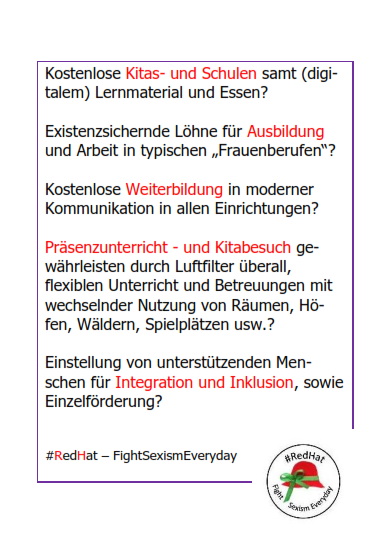 Kostenlose Kitas- und Schulen samt (digi-
talem) Lernmaterial und Essen?
Existenzsichernde Löhne für Ausbildung
und Arbeit in typischen „Frauenberufen“?
Kostenlose Weiterbildung in moderner
Kommunikation in allen Einrichtungen?
Präsenzunterricht - und Kitabesuch ge-
währleisten durch Luftfilter überall,
flexiblen Unterricht und Betreuungen mit
wechselnder Nutzung von Räumen, Hö-
fen, Wäldern, Spielplätzen usw.?
Einstellung von unterstützenden Men-
schen für Integration und Inklusion, sowie
Einzelförderung?
#RedHat – FightSexismEveryday
#RedHat
Fight Sexism Everyday